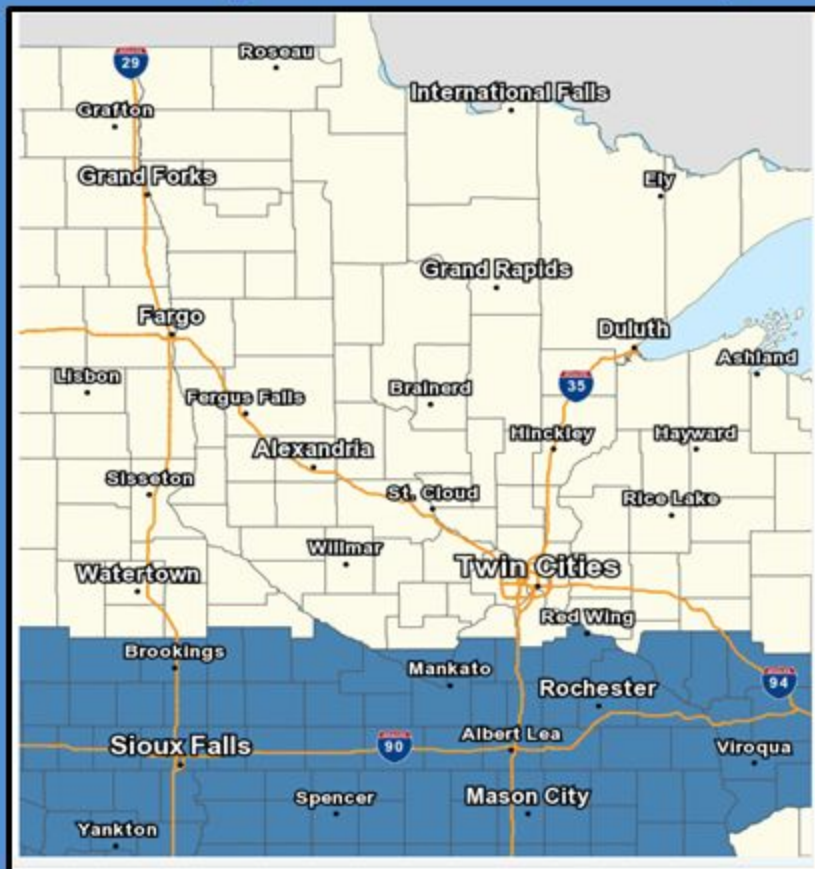 Roseau
29
International Falls
Grafton
Grand Forks
Ely
Grand Rapids
Fargo
Duluth
Ashland
Lisbon
35
Fergus Falls
Brainerd
Hinckley
Hayward
Alexandria
Sisseton
St. Cloud
Rice Lake
Willmar
Twin Cities
Watertown
Red Wing
Brookings
Mankato
94
Rochester
Albert Lea
Sioux Falls
90
Viroqua
Spencer
Mason City
Yankton